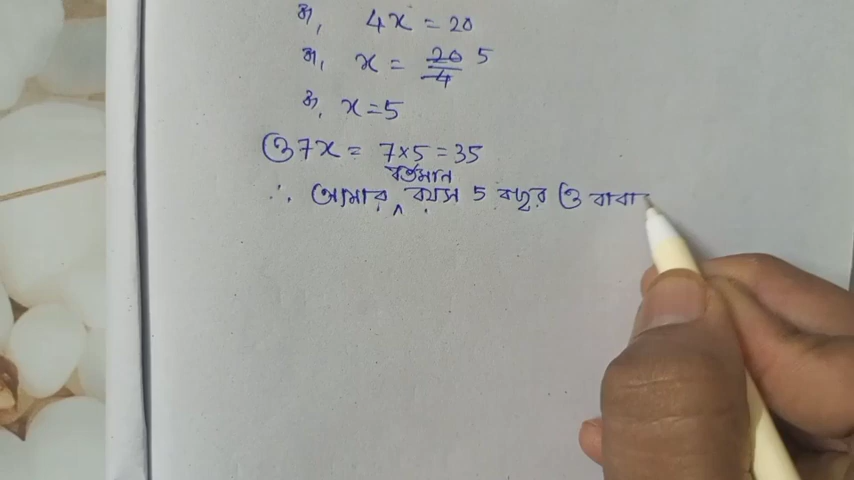 বা, 4x = 20
বা, x = 20/4 5
বা, x=5
ও 7x = 7×5=35
∴ আমার বর্তমান বয়স 5 বছর ও বাবা